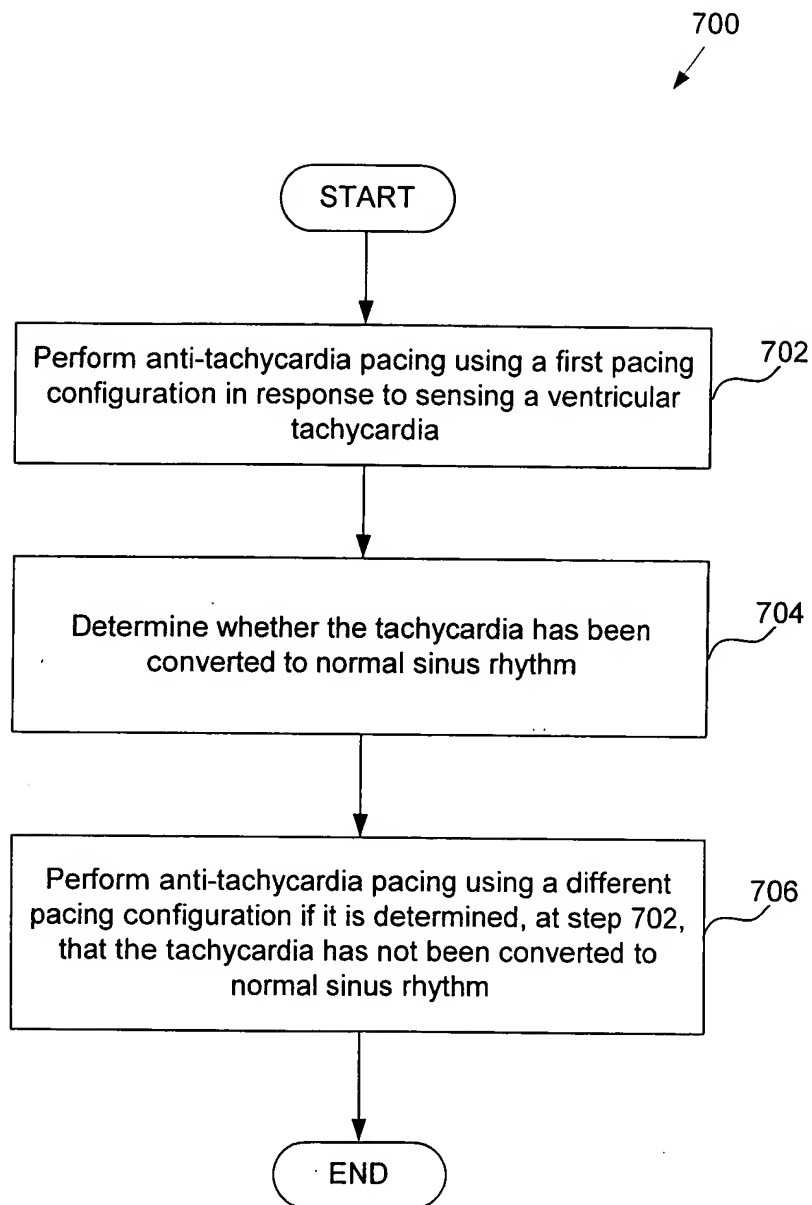 700
START
Perform anti-tachycardia pacing using a first pacing
configuration in response to sensing a ventricular
tachycardia
702
Determine whether the tachycardia has been
converted to normal sinus rhythm
704
Perform anti-tachycardia pacing using a different
pacing configuration if it is determined, at step 702,
that the tachycardia has not been converted to
normal sinus rhythm
706
END